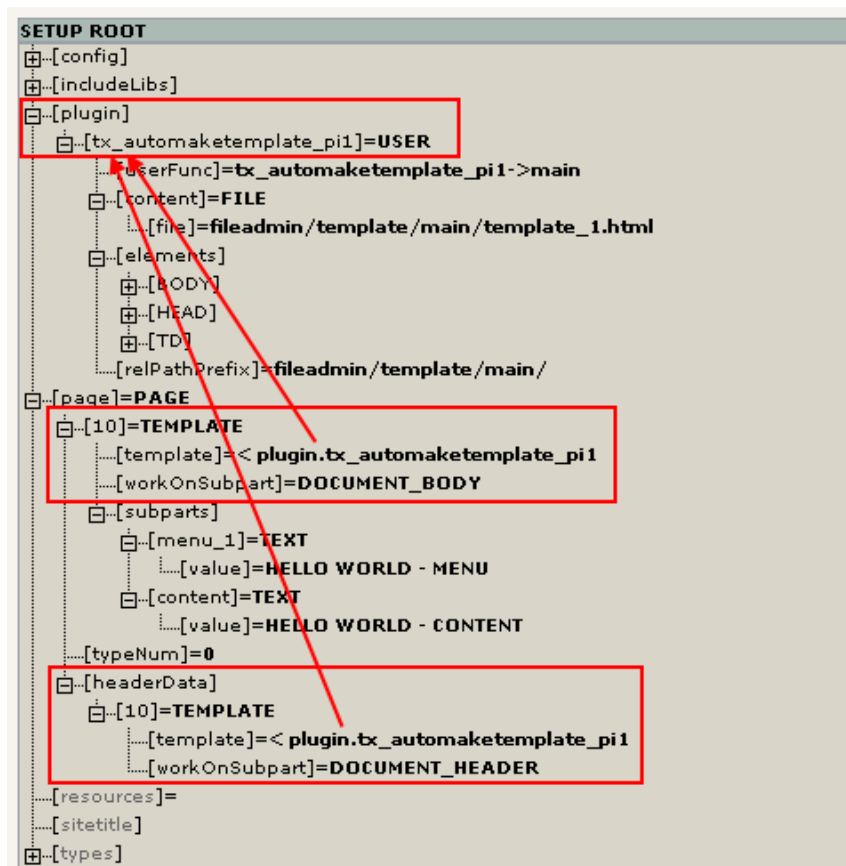 SETUP ROOT
[config]
[includeLibs]
[plugin]
[tx_automaketemplate_pi1]=USER
[userFunc]=tx_automaketemplate_pi1->main
[content]=FILE
[file]=fileadmin/template/main/template_1.html
[elements]
[BODY]
[HEAD]
[TD]
[relPathPrefix]=fileadmin/template/main/
[page]=PAGE
[10]=TEMPLATE
[template]=< plugin.tx_automaketemplate_pi1
[workOnSubpart]=DOCUMENT_BODY
[subparts]
[menu_1]=TEXT
[value]=HELLO WORLD - MENU
[content]=TEXT
[value]=HELLO WORLD - CONTENT
[typeNum]=0
[headerData]
[10]=TEMPLATE
[template]=< plugin.tx_automaketemplate_pi1
[workOnSubpart]=DOCUMENT_HEADER
[resources]=
[sitetitle]
[types]